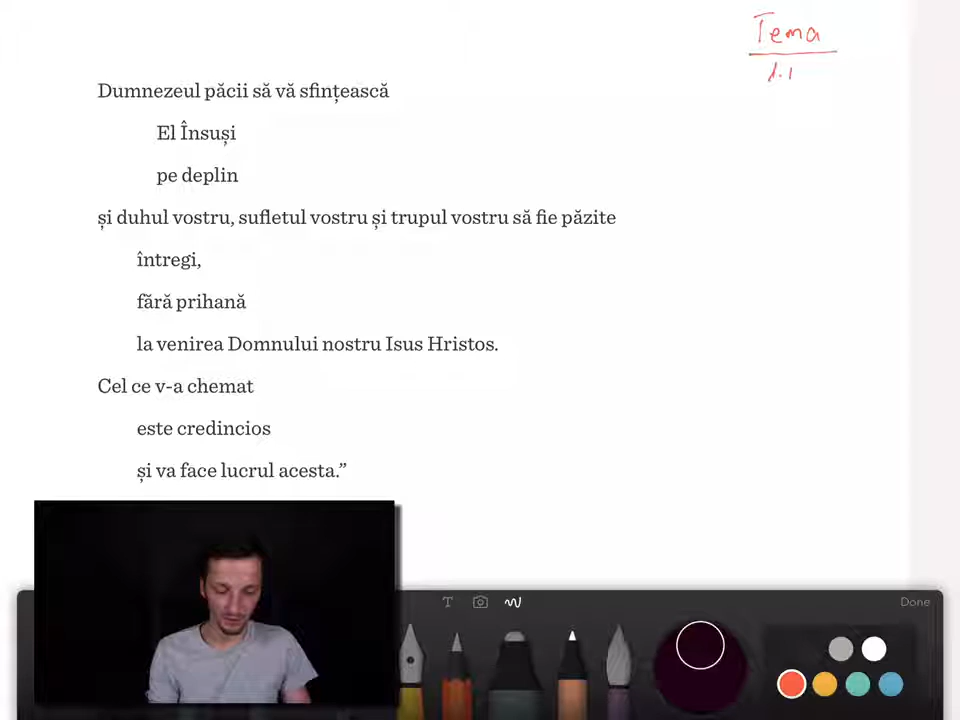 Tema
1.1
Dumnezeul păcii să vă sfințească
El Însuși
pe deplin
și duhul vostru, sufletul vostru și trupul vostru să fie păzite
întregi,
fără prihană
la venirea Domnului nostru Isus Hristos.
Cel ce v-a chemat
este credincios
și va face lucrul acesta.”
T
Done